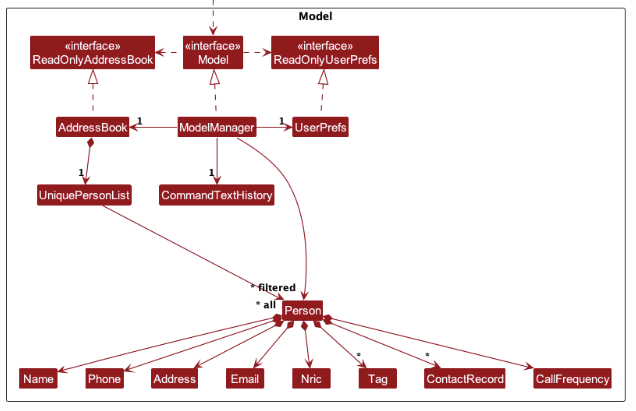 Model
«interface»
ReadOnlyAddressBook
«interface»
Model
«interface»
ReadOnlyUserPrefs
AddressBook
1
ModelManager
1
UserPrefs
1
1
UniquePersonList
CommandTextHistory
* filtered
* all
Person
*
*
Name
Phone
Address
Email
Nric
Tag
ContactRecord
CallFrequency